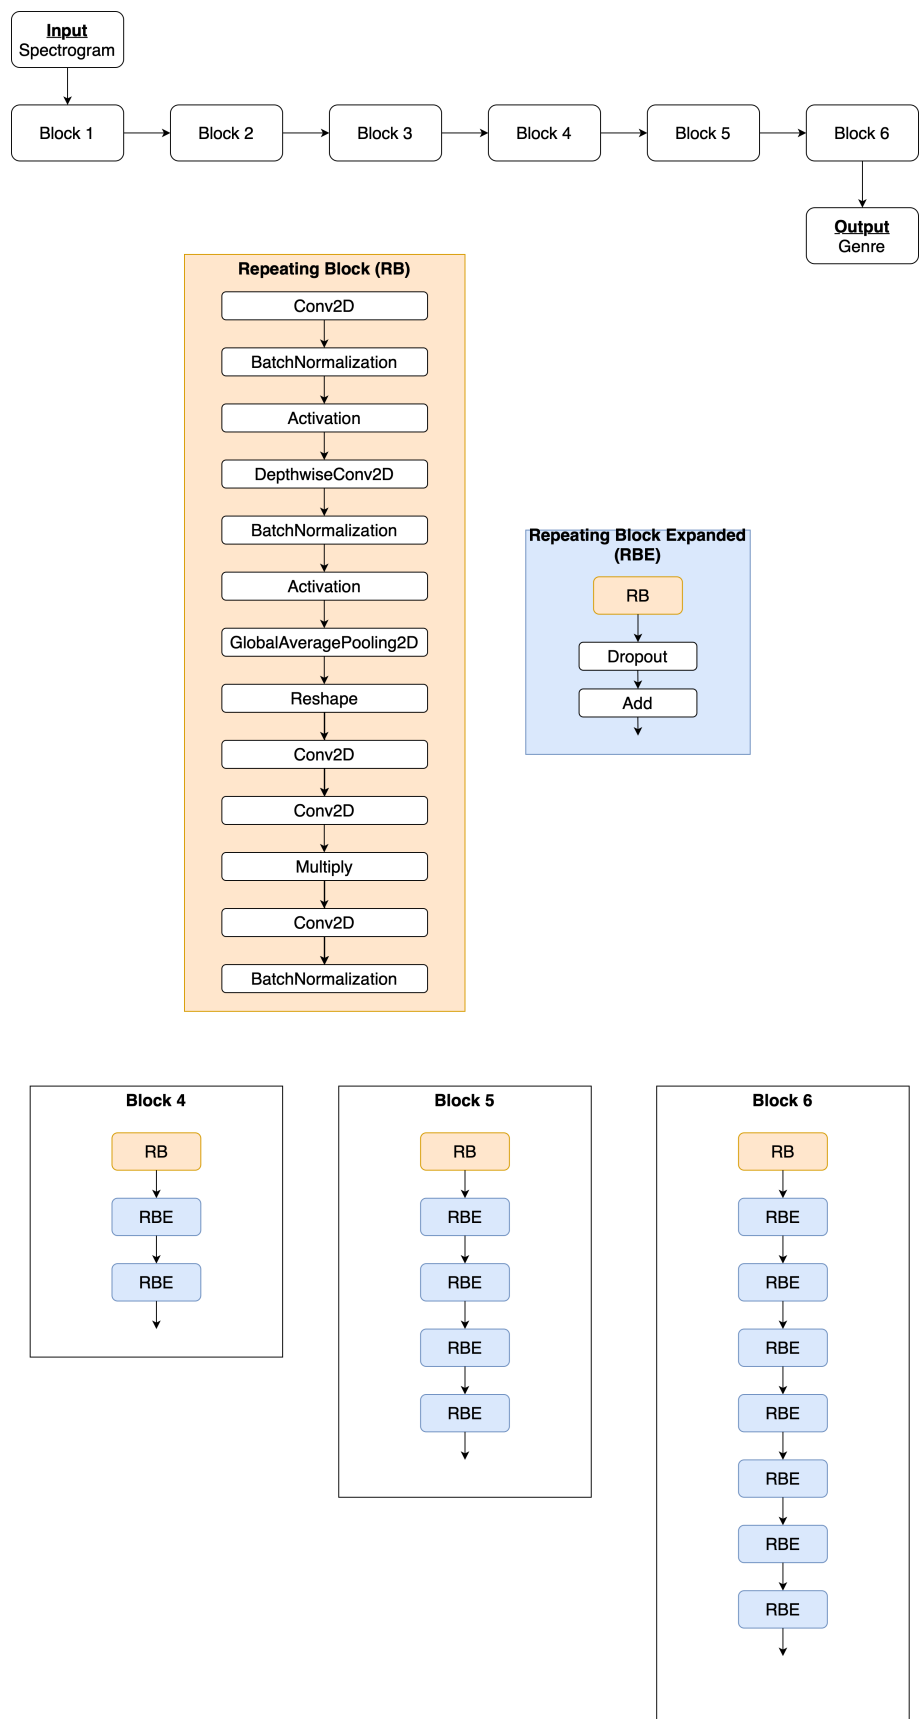 Input
Spectrogram
Block 1
Block 2
Block 3
Block 4
Block 5
Block 6
Output
Genre
Repeating Block (RB)
Conv2D
BatchNormalization
Activation
DepthwiseConv2D
BatchNormalization
Activation
GlobalAveragePooling2D
Reshape
Conv2D
Conv2D
Multiply
Conv2D
BatchNormalization
Repeating Block Expanded
(RBE)
RB
Dropout
Add
Block 4
RB
RBE
RBE
Block 5
RB
RBE
RBE
RBE
RBE
Block 6
RB
RBE
RBE
RBE
RBE
RBE
RBE
RBE